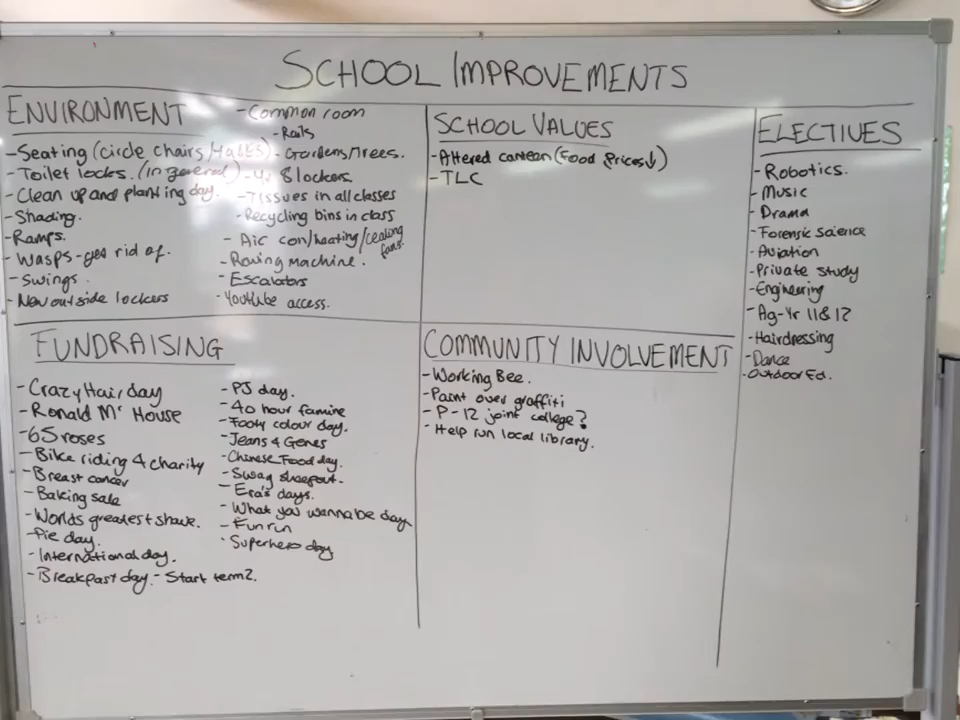 SCHOOL IMPROVEMENTS
ENVIRONMENT
-Seating (circle chairs/tables)
-Toilet locks. (in general)
-Clean up and planting day.
-Shading.
-Ramps.
-Wasps-get rid of.
-Swings.
-New outside lockers
-Common room
-Rails
-Gardens/Trees.
8 lockers
-Tissues in all classes
-Recycling bins in class
-Air con/heating/cealing
fans.
-Rowing Machine.
-Escalators
-Youtube access.
SCHOOL VALUES
-Altered canteen (Food Prices↓)
-TLC
ELECTIVES
-Robotics.
-Music
-Drama
-Forensic Science
-Aviation
-Private study
-Engineering
-Ag-Yr 11&12
-Hairdressing
-Dance
-Outdoor Ed.
FUNDRAISING
-Crazy Hair day
-Ronald Mc House
-65 roses
-Bike riding 4 charity
-Breast cancer
-Baking sale
-Worlds greatest shave.
-Pie day.
-International day.
-Breakfast day.- Start term 2.
-PJ day.
-40 hour famine
-Footy colour day.
-Jeans 4 Genes
-Chinese Food day.
-Swag sleepout.
-Era's days.
-What you wannabe day
-Fun run
-Superhero day
COMMUNITY INVOLVEMENT
-Working Bee.
-Paint over graffiti
-P-12 joint college?
-Help run local library.